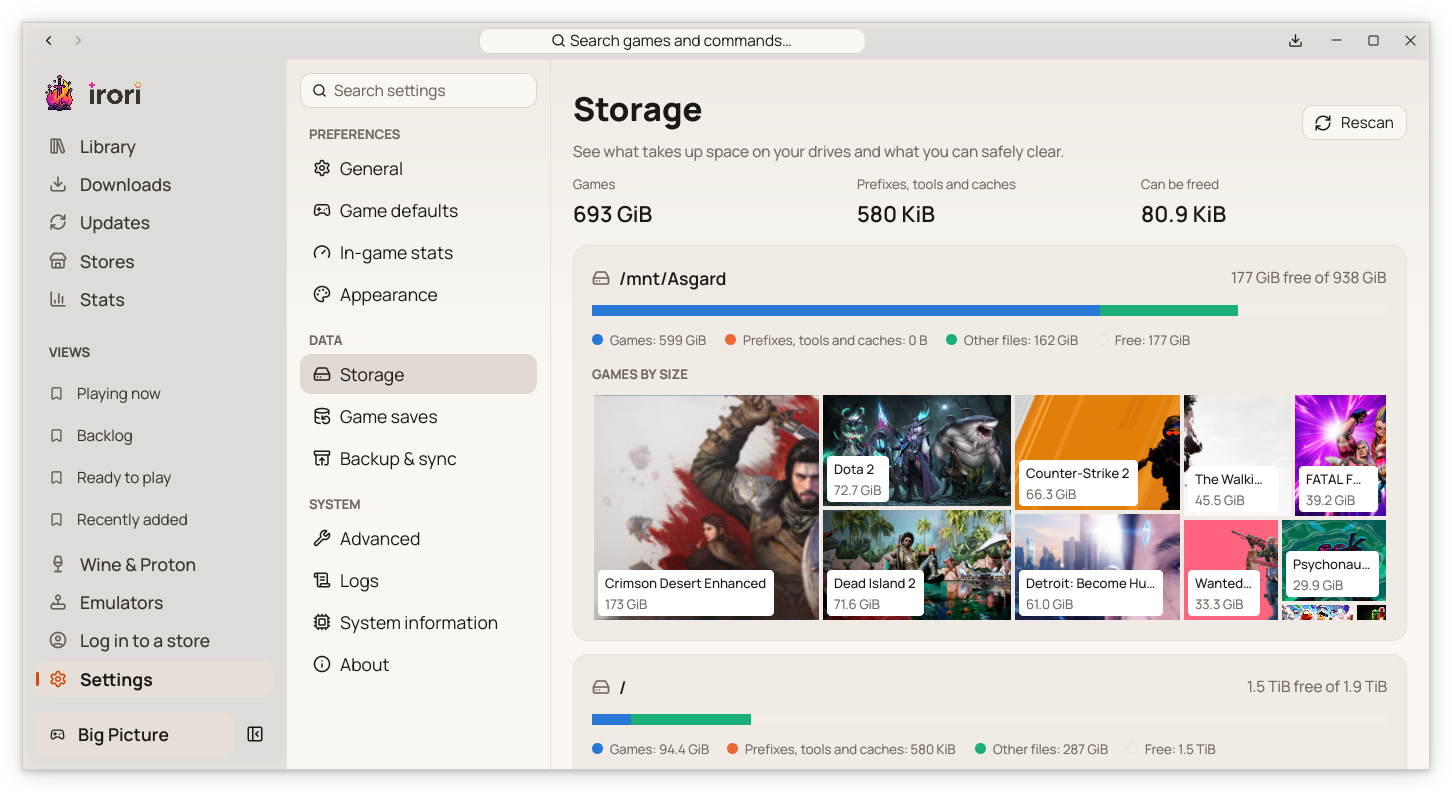 Search games and commands...
irori
Library
Downloads
Updates
Stores
Stats
VIEWS
Playing now
Backlog
Ready to play
Recently added
Wine & Proton
Emulators
Log in to a store
Settings
Big Picture
Search settings
PREFERENCES
General
Game defaults
In-game stats
Appearance
DATA
Storage
Game saves
Backup & sync
SYSTEM
Advanced
Logs
System information
About
Storage
Rescan
See what takes up space on your drives and what you can safely clear.
Games Prefixes, tools and caches Can be freed
693 GiB 580 KiB 80.9 KiB
/mnt/Asgard 177 GiB free of 938 GiB
Games: 599 GiB Prefixes, tools and caches: 0 B Other files: 162 GiB Free: 177 GiB
GAMES BY SIZE
Crimson Desert Enhanced
173 GiB
Dota 2
72.7 GiB
Dead Island 2
71.6 GiB
Counter-Strike 2
66.3 GiB
Detroit: Become Hu...
61.0 GiB
The Walki...
45.5 GiB
FATAL F...
39.2 GiB
Wanted...
33.3 GiB
Psychonau...
29.9 GiB
/ 1.5 TiB free of 1.9 TiB
Games: 94.4 GiB Prefixes, tools and caches: 580 KiB Other files: 287 GiB Free: 1.5 TiB